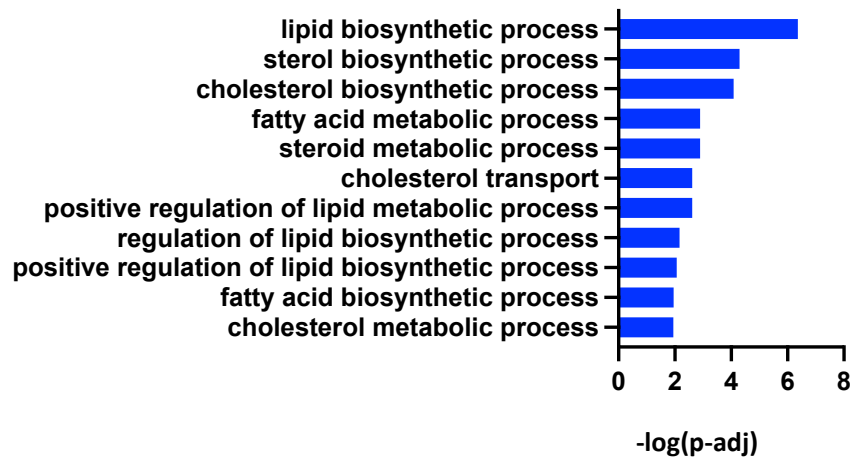 lipid biosynthetic process
sterol biosynthetic process
cholesterol biosynthetic process
fatty acid metabolic process
steroid metabolic process
cholesterol transport
positive regulation of lipid metabolic process
regulation of lipid biosynthetic process
positive regulation of lipid biosynthetic process
fatty acid biosynthetic process
cholesterol metabolic process
0 2 4 6 8
-log(p-adj)